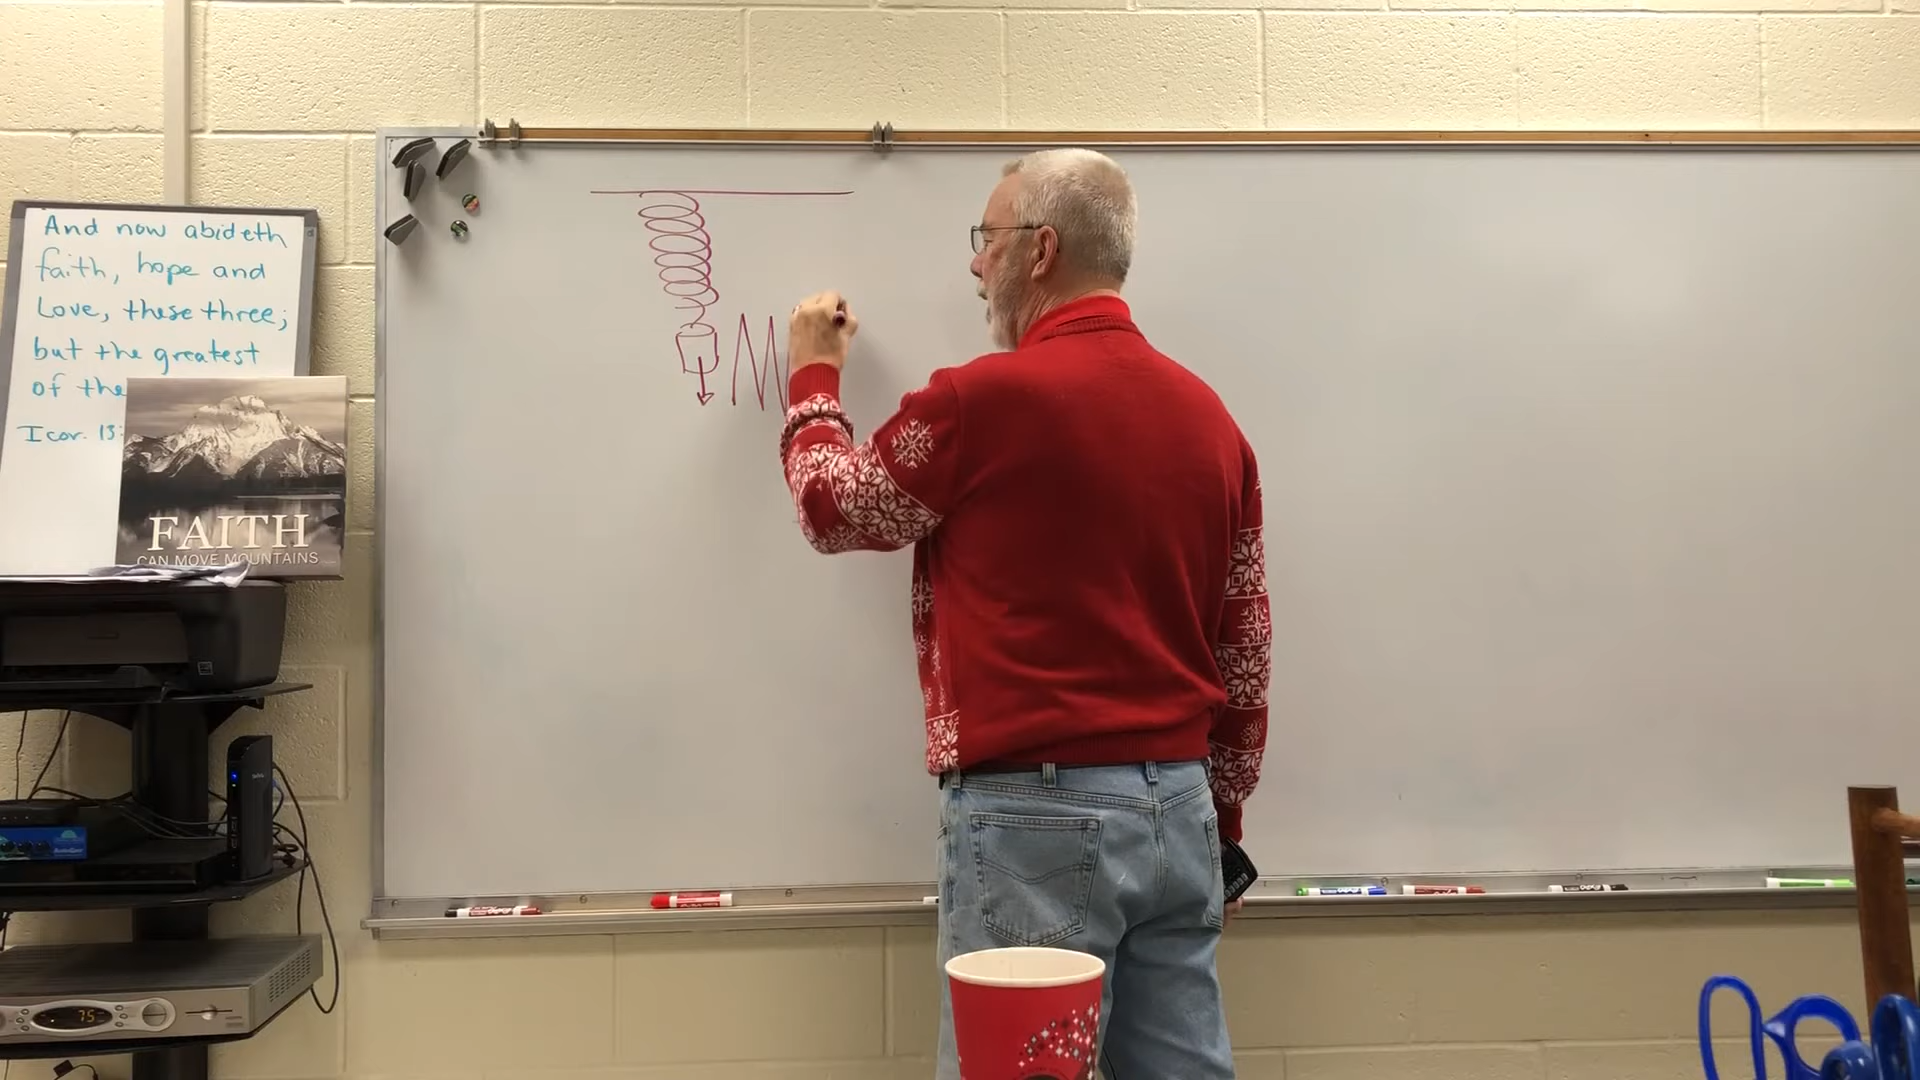 And now abideth
faith, hope and
Love, these three;
but the greatest
of the
I cor. 13:
FAITH
CAN MOVE MOUNTAINS
75